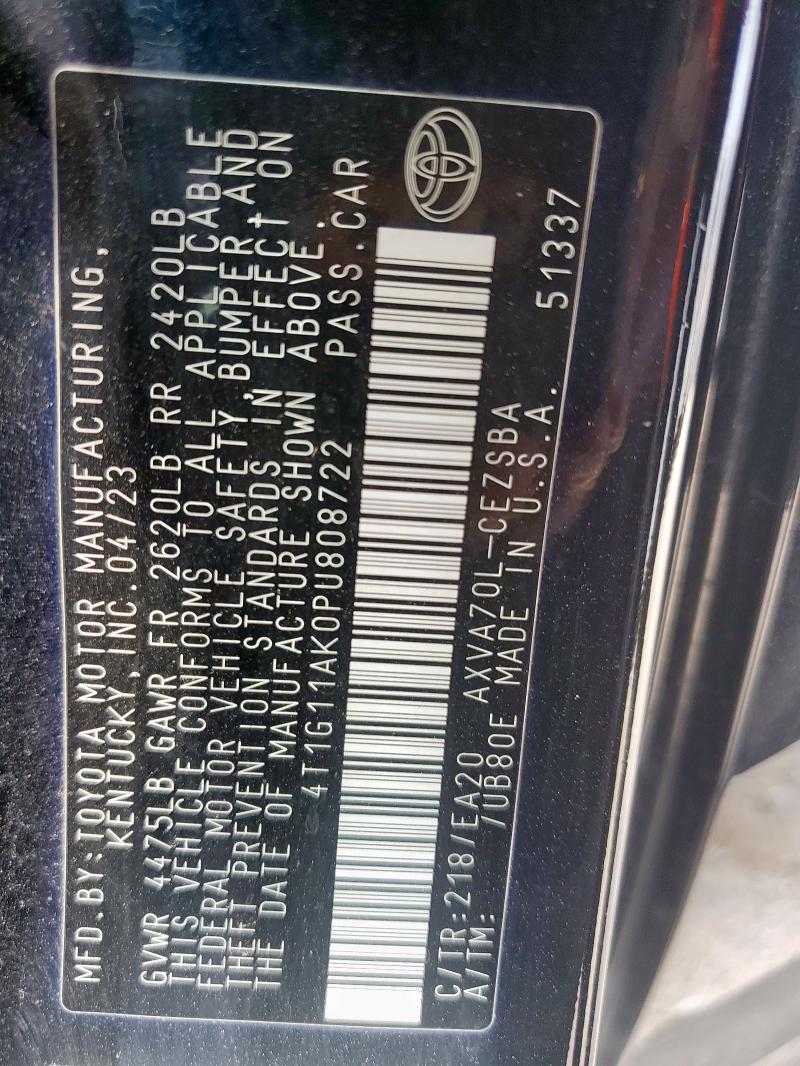 MFD.BY:TOYOTA MOTOR MANUFACTURING,
KENTUCKY,INC.04/23
GVWR 4475LB GAWR FR 2620LB RR 2420LB
THIS VEHICLE CONFORMS TO ALL APPLICABLE
FEDERAL MOTOR VEHICLE SAFETY,BUMPER AND
THEFT PREVENTION STANDARDS IN EFFECT ON
THE DATE OF MANUFACTURE SHOWN ABOVE.
4T1G11AK0PU808722 PASS.CAR
C/TR:218/EA20 AXVA70L-CEZSBA
A/TM: /UB80E MADE IN U.S.A. 51337